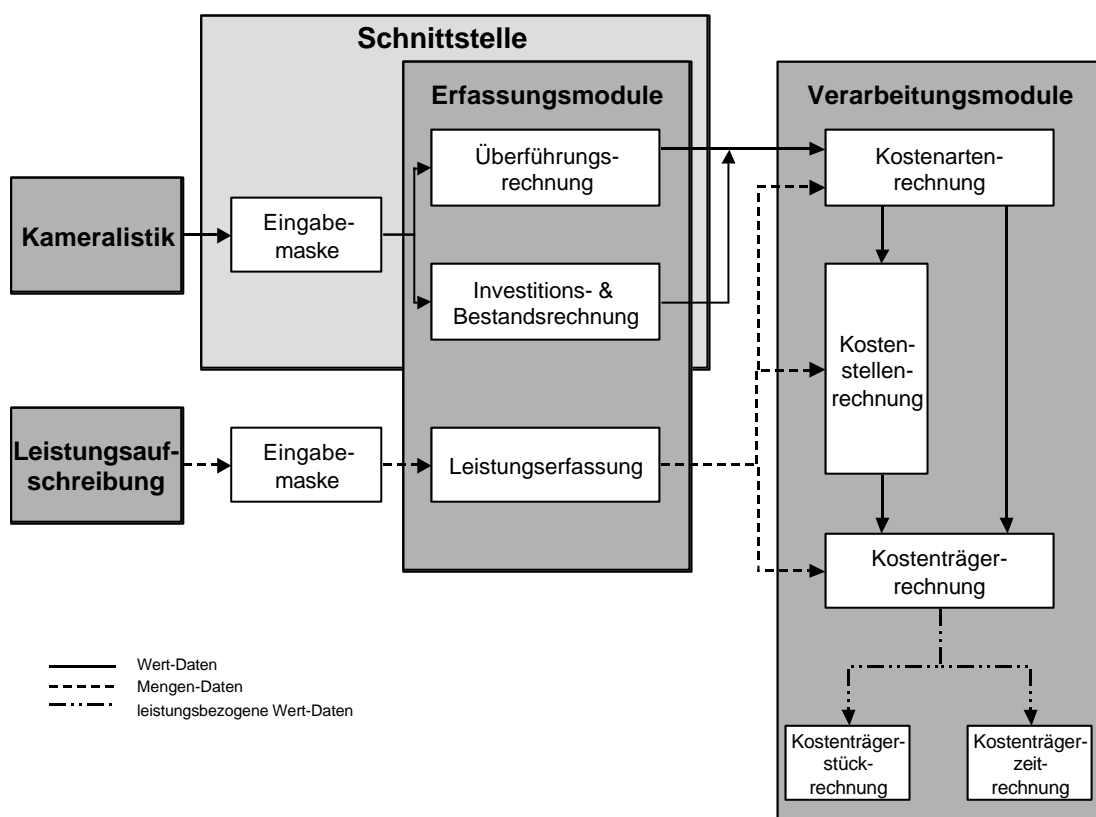 Schnittstelle
Erfassungsmodule
Verarbeitungsmodule
Überführungs-
rechnung
Kostenarten-
rechnung
Kameralistik
Eingabe-
maske
Investitions- &
Bestandsrechnung
Kosten-
stellen-
rechnung
Leistungsauf-
schreibung
Eingabe-
maske
Leistungserfassung
Kostenträger-
rechnung
Wert-Daten
Mengen-Daten
leistungsbezogene Wert-Daten
Kostenträger-
stück-
rechnung
Kostenträger-
zeit-
rechnung